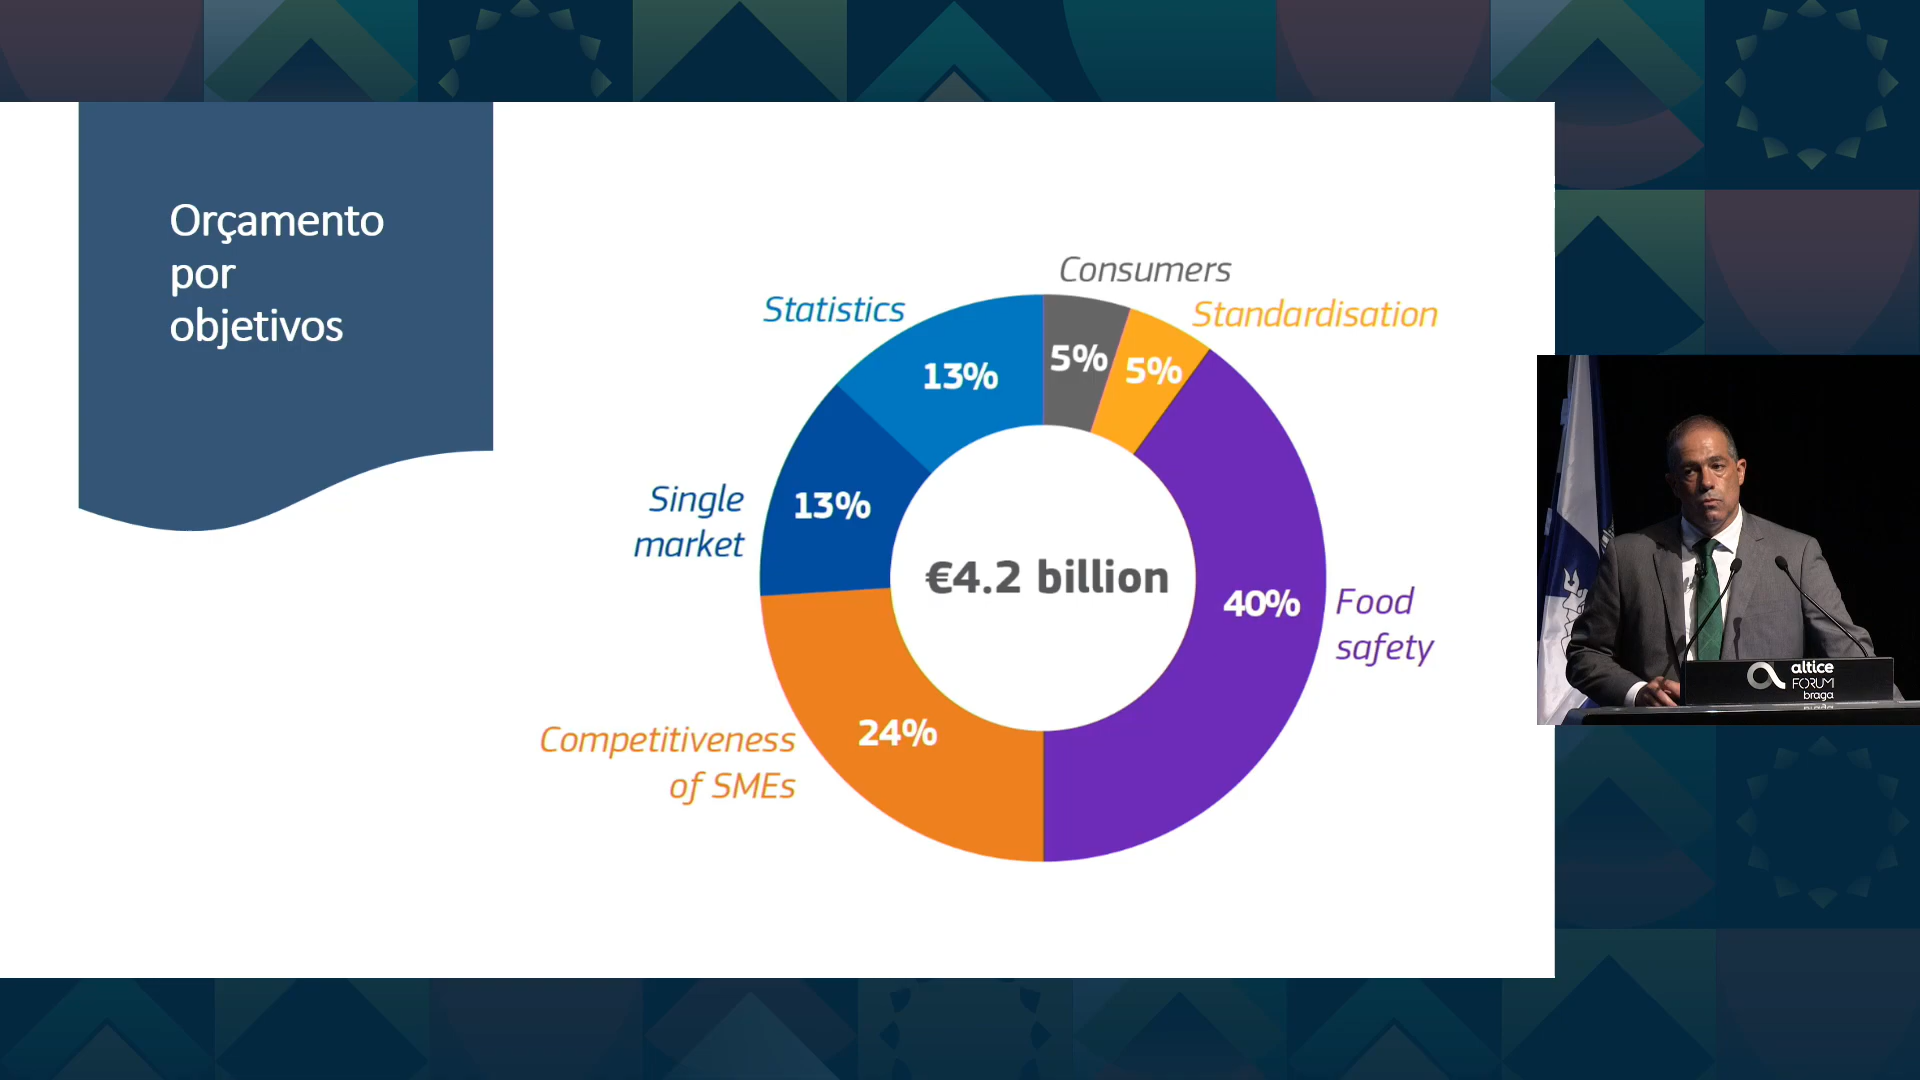 Orçamento
por
objetivos
Consumers
Statistics
Standardisation
5%
5%
13%
Single
market
13%
€4.2 billion
40%
Food
safety
Competitiveness
of SMEs
24%
altice
FORUM
braga